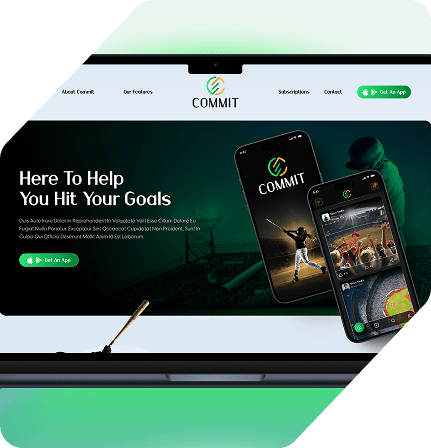 About Commit
Our Features
COMMIT
Subscriptions
Contact
Get An App
Here To Help
You Hit Your Goals
Duis Aute Irure Dolor In Reprehenderit In Voluptate Velit Esse Cillum Dolore Eu
Fugiat Nulla Pariatur. Excepteur Sint Occaecat Cupidatat Non Proident, Sunt In
Culpa Qui Officia Deserunt Mollit Anim Id Est Laborum.
Get An App
COMMIT